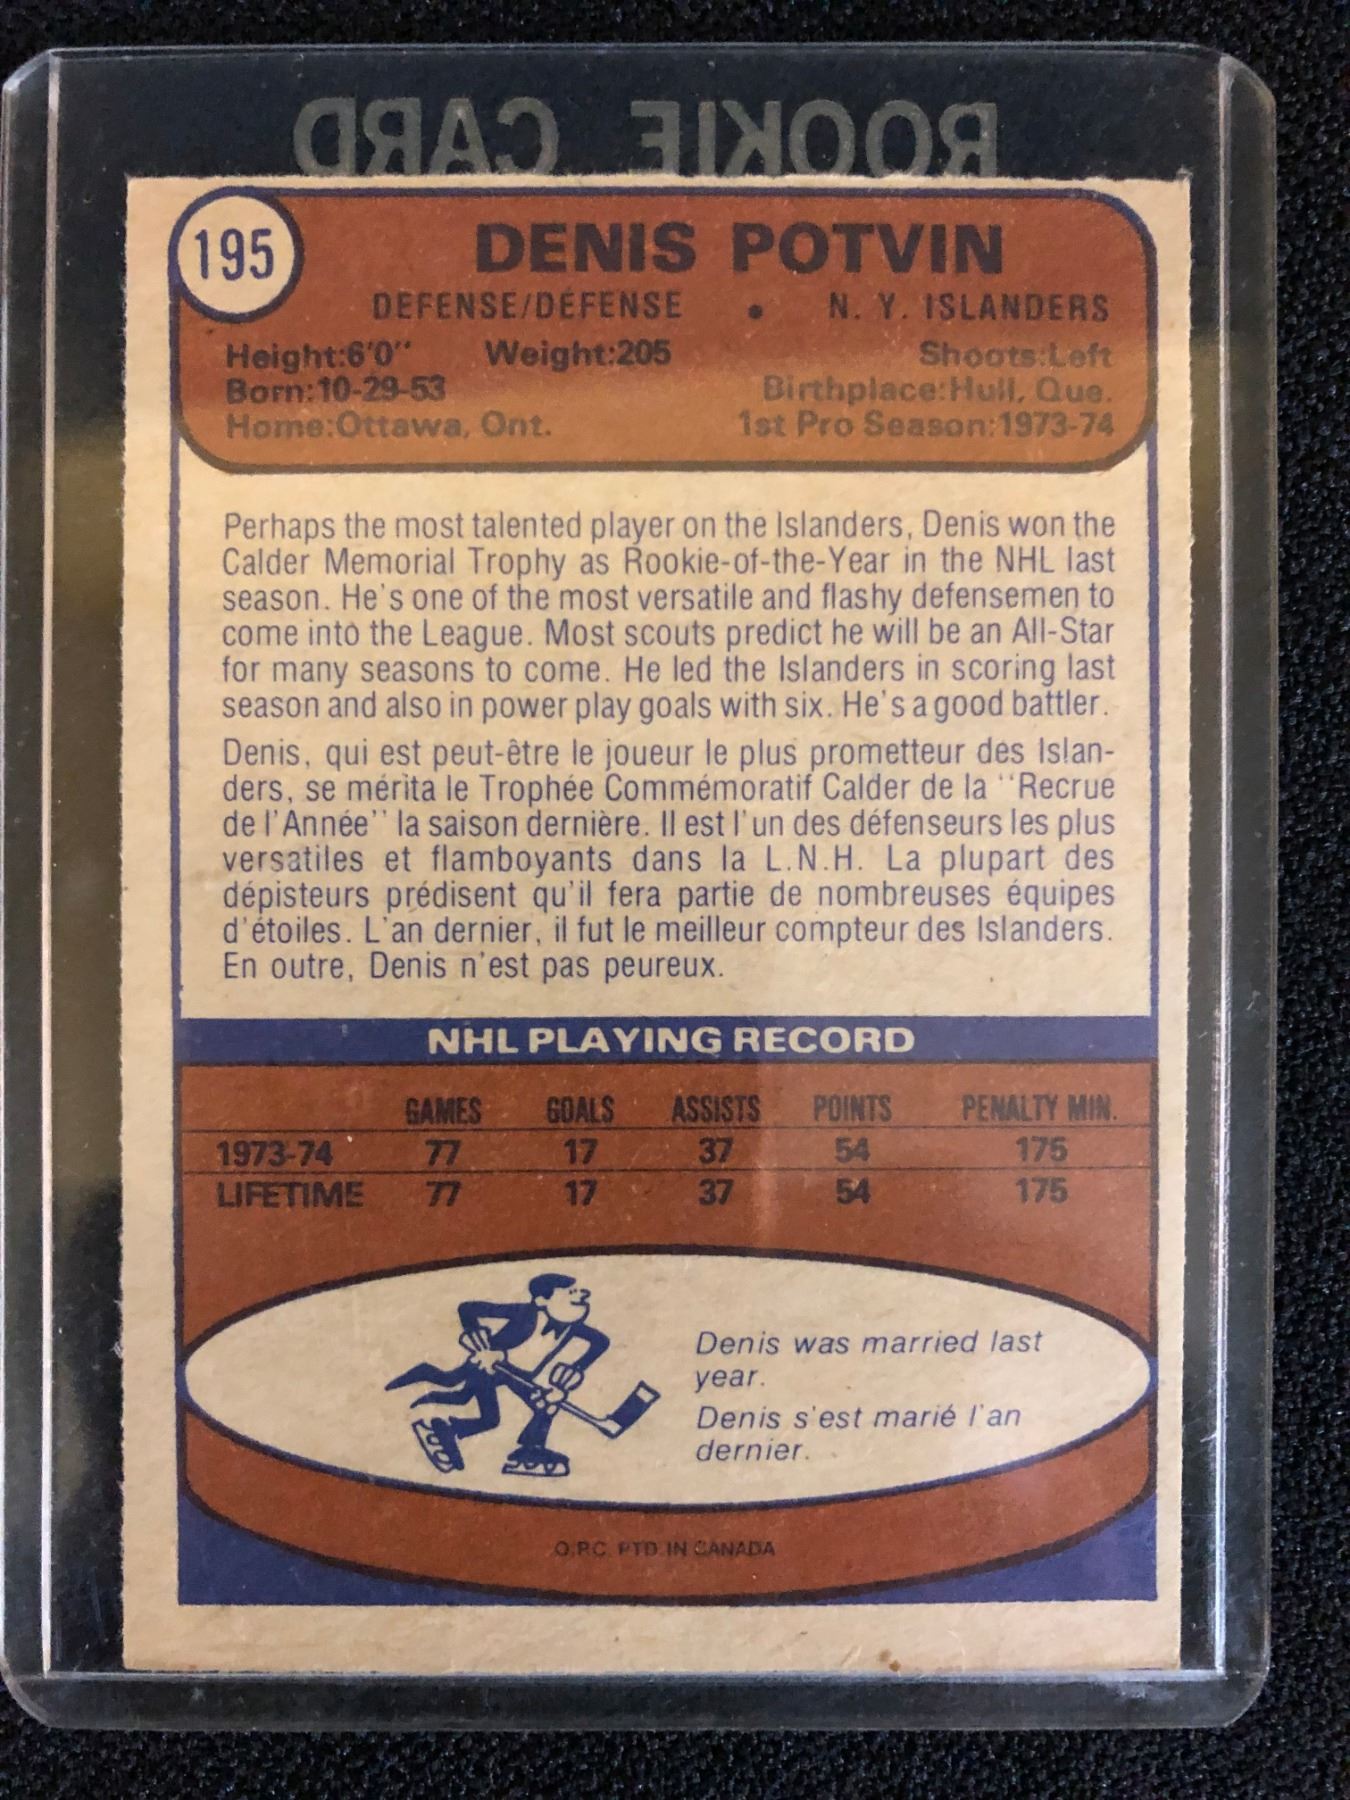 ROOKIE CARD
195
DENIS POTVIN
DEFENSE/DÉFENSE • N. Y. ISLANDERS
Height:6'0" Weight:205 Shoots:Left
Born:10-29-53 Birthplace:Hull, Que.
Home:Ottawa, Ont. 1st Pro Season:1973-74
Perhaps the most talented player on the Islanders, Denis won the
Calder Memorial Trophy as Rookie-of-the-Year in the NHL last
season. He's one of the most versatile and flashy defensemen to
come into the League. Most scouts predict he will be an All-Star
for many seasons to come. He led the Islanders in scoring last
season and also in power play goals with six. He's a good battler.
Denis, qui est peut-être le joueur le plus prometteur des Islan-
ders, se mérita le Trophée Commémoratif Calder de la "Recrue
de l'Année" la saison dernière. Il est l'un des défenseurs les plus
versatiles et flamboyants dans la L.N.H. La plupart des
dépisteurs prédisent qu'il fera partie de nombreuses équipes
d'étoiles. L'an dernier, il fut le meilleur compteur des Islanders.
En outre, Denis n'est pas peureux.
NHL PLAYING RECORD
GAMES GOALS ASSISTS POINTS PENALTY MIN.
1973-74 77 17 37 54 175
LIFETIME 77 17 37 54 175
Denis was married last
year.
Denis s'est marié l'an
dernier.
O.P.C. PTD. IN CANADA